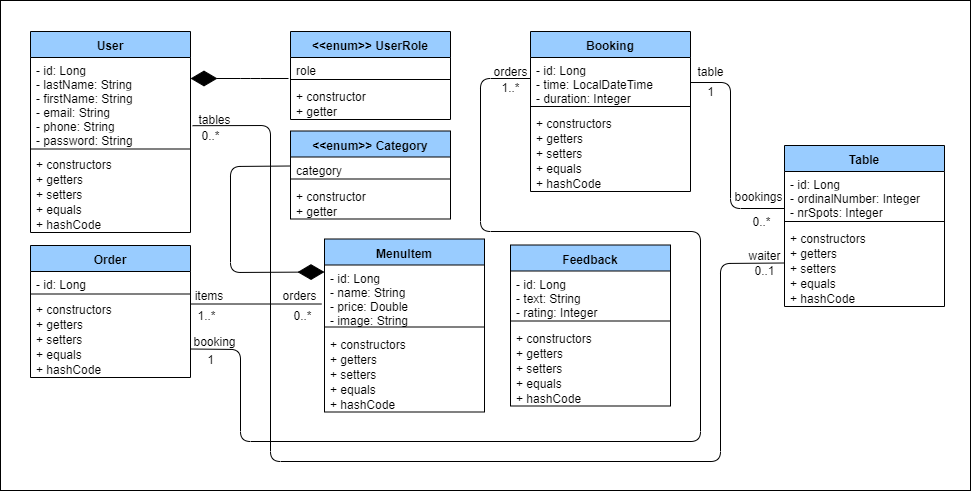 User
- id: Long
- lastName: String
- firstName: String
- email: String
- phone: String
- password: String
+ constructors
+ getters
+ setters
+ equals
+ hashCode
<<enum>> UserRole
role
+ constructor
+ getter
tables
0..*
<<enum>> Category
category
+ constructor
+ getter
Booking
- id: Long
- time: LocalDateTime
- duration: Integer
+ constructors
+ getters
+ setters
+ equals
+ hashCode
orders
1..*
table
1
bookings
0..*
Table
- id: Long
- ordinalNumber: Integer
- nrSpots: Integer
+ constructors
+ getters
+ setters
+ equals
+ hashCode
waiter
0..1
Order
- id: Long
+ constructors
+ getters
+ setters
+ equals
+ hashCode
items
1..*
orders
0..*
booking
1
MenuItem
- id: Long
- name: String
- price: Double
- image: String
+ constructors
+ getters
+ setters
+ equals
+ hashCode
Feedback
- id: Long
- text: String
- rating: Integer
+ constructors
+ getters
+ setters
+ equals
+ hashCode